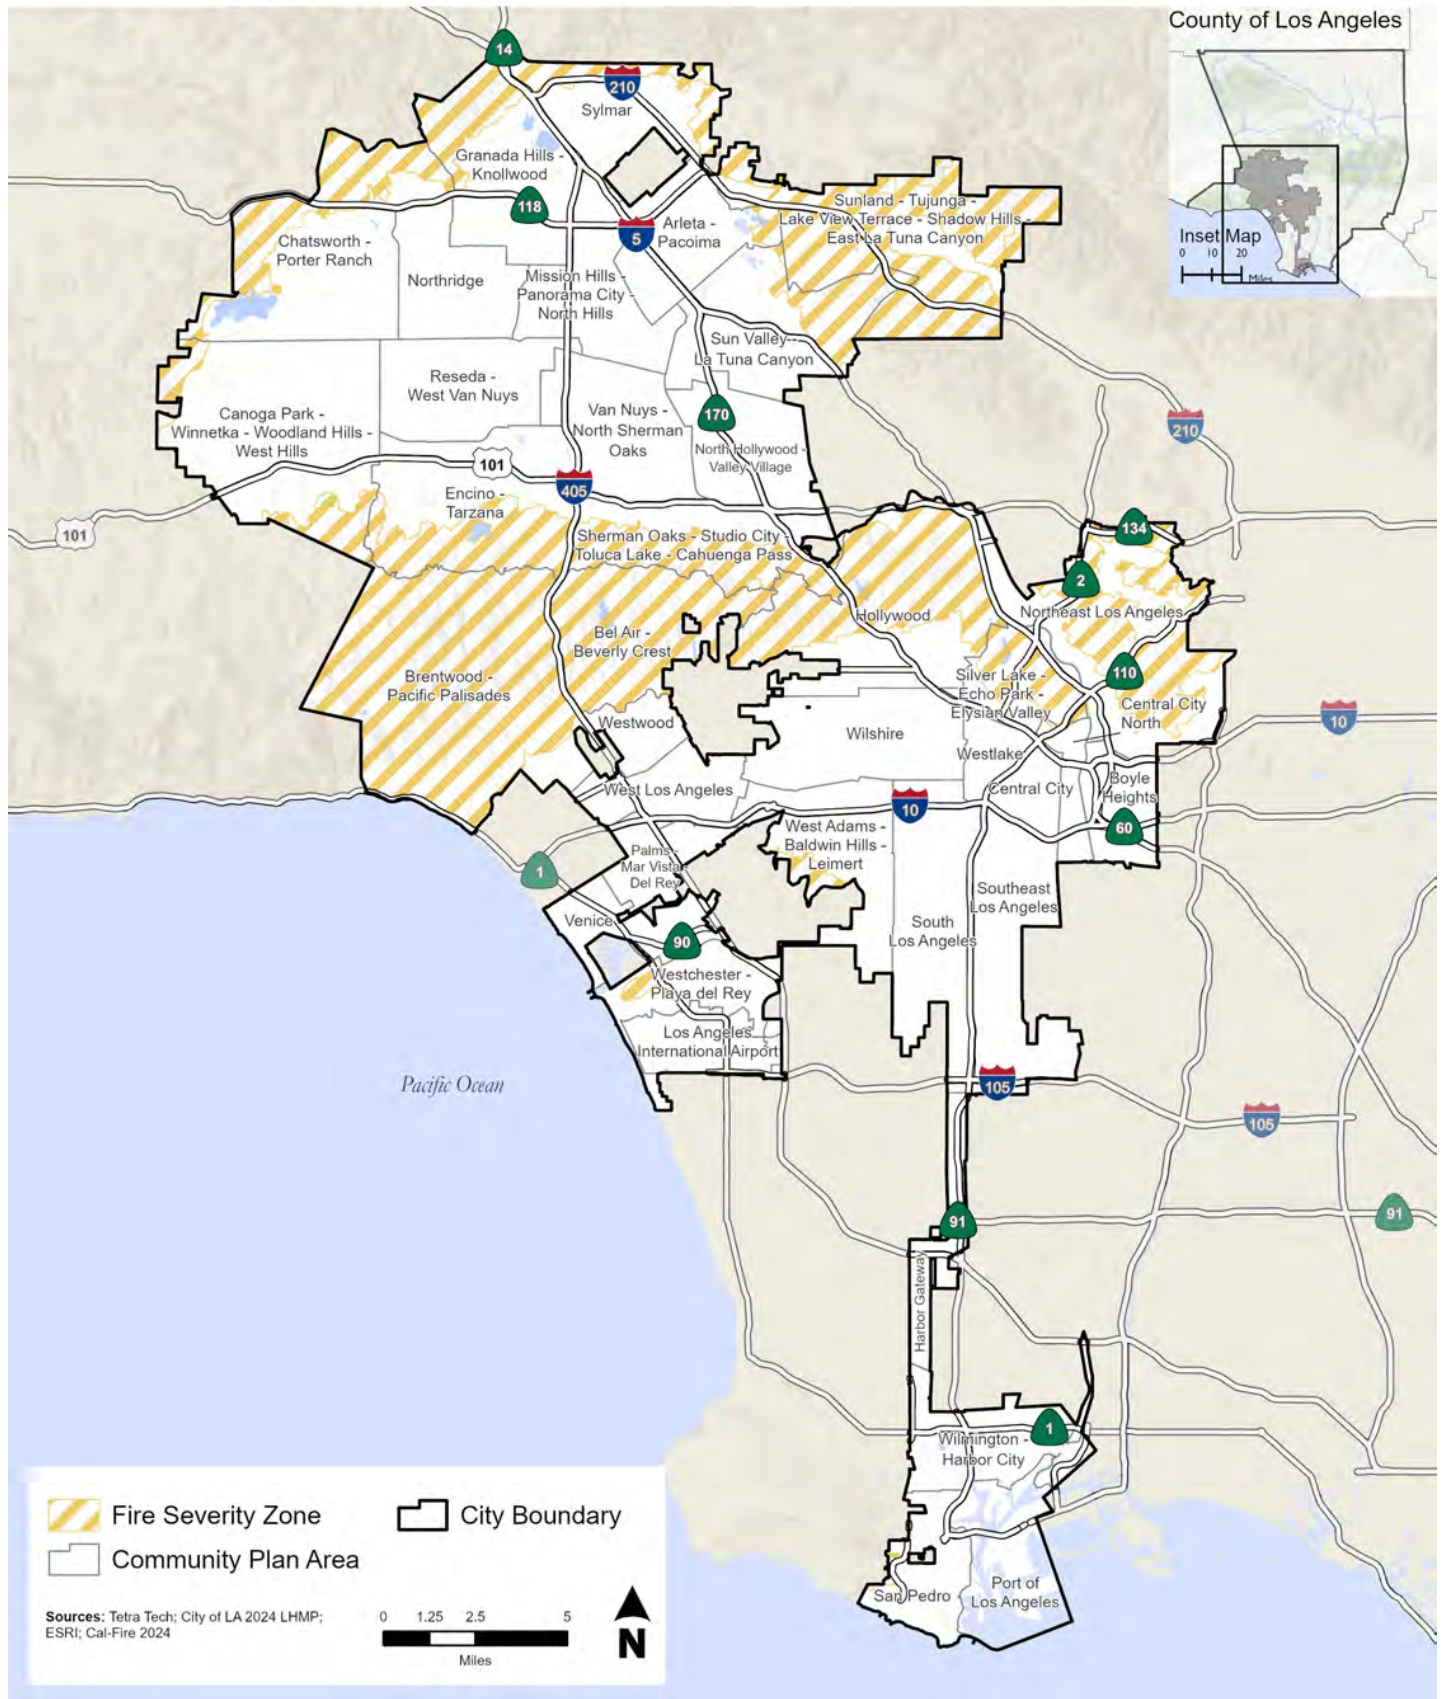 County of Los Angeles
Inset Map
0 10 20
Miles
14
210
Sylmar
Granada Hills -
Knollwood
118
5
Arleta -
Pacoima
Sunland - Tujunga -
Lake View Terrace - Shadow Hills -
East La Tuna Canyon
Chatsworth -
Porter Ranch
Northridge
Mission Hills -
Panorama City -
North Hills
Sun Valley -
La Tuna Canyon
Reseda -
West Van Nuys
Canoga Park -
Winnetka - Woodland Hills -
West Hills
Van Nuys -
North Sherman
Oaks
170
North Hollywood -
Valley Village
210
101
405
Encino -
Tarzana
101
Sherman Oaks - Studio City -
Toluca Lake - Cahuenga Pass
134
2
Northeast Los Angeles
Hollywood
Bel Air -
Beverly Crest
Brentwood -
Pacific Palisades
110
Silver Lake -
Echo Park -
Elysian Valley
Central City
North
10
Westwood
Wilshire
Westlake
West Los Angeles
10
Central City
Boyle
Heights
60
West Adams -
Baldwin Hills -
Leimert
Palms -
Mar Vista -
Del Rey
1
Southeast
Los Angeles
Venice
90
South
Los Angeles
Westchester -
Playa del Rey
Los Angeles
International Airport
Pacific Ocean
105
105
91
91
Harbor Gateway
1
Wilmington -
Harbor City
San Pedro
Port of
Los Angeles
Fire Severity Zone
City Boundary
Community Plan Area
Sources: Tetra Tech; City of LA 2024 LHMP;
ESRI; Cal-Fire 2024
0 1.25 2.5 5
Miles
N